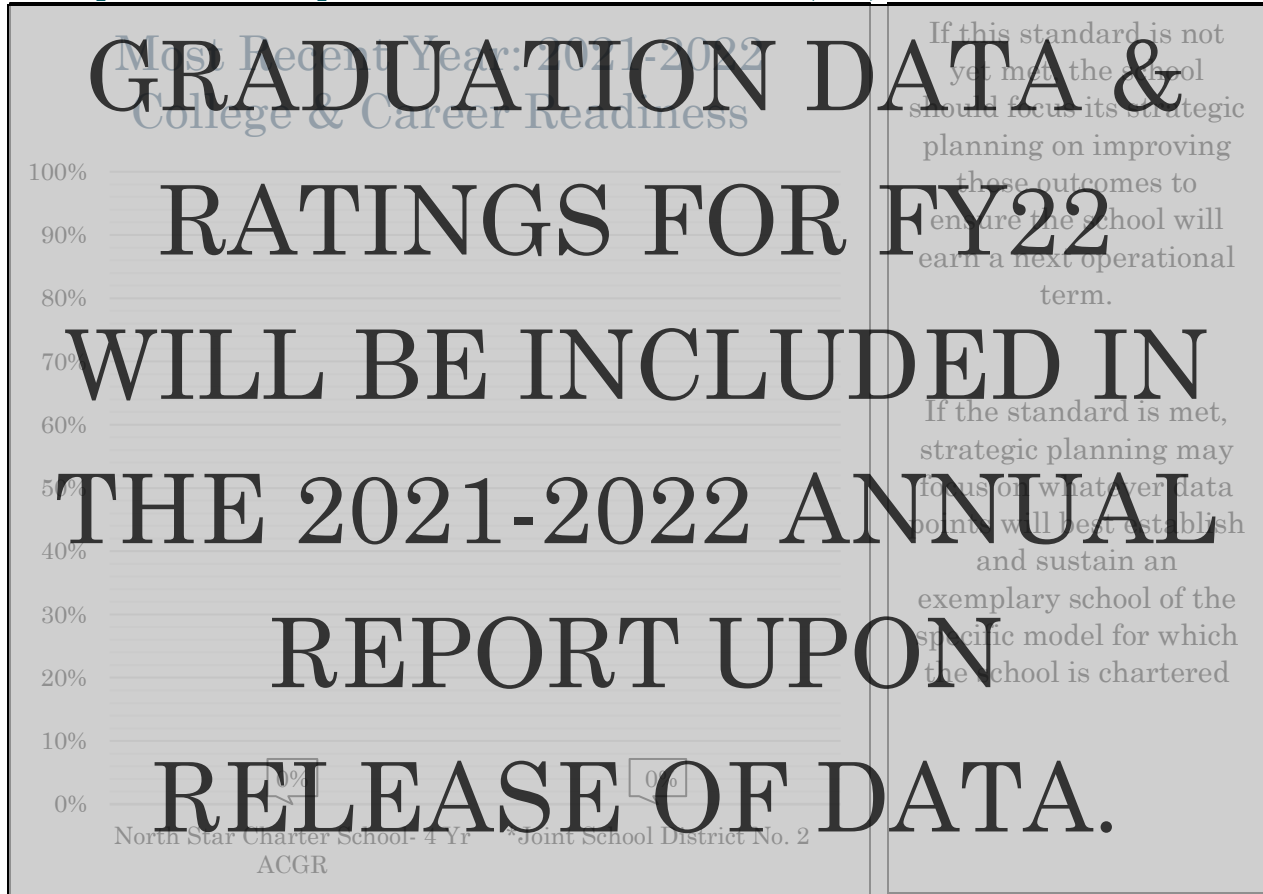 GRADUATION DATA &
RATINGS FOR FY22
WILL BE INCLUDED IN
THE 2021-2022 ANNUAL
REPORT UPON
RELEASE OF DATA.
Most Recent Year: 2021-2022
College & Career Readiness
100%
90%
80%
70%
60%
50%
40%
30%
20%
10%
0%
0%
0%
North Star Charter School- 4 Yr
ACGR
*Joint School District No. 2
If this standard is not
yet met, the school
should focus its strategic
planning on improving
these outcomes to
ensure the school will
earn a next operational
term.
If the standard is met,
strategic planning may
focus on whatever data
points will best establish
and sustain an
exemplary school of the
specific model for which
the school is chartered